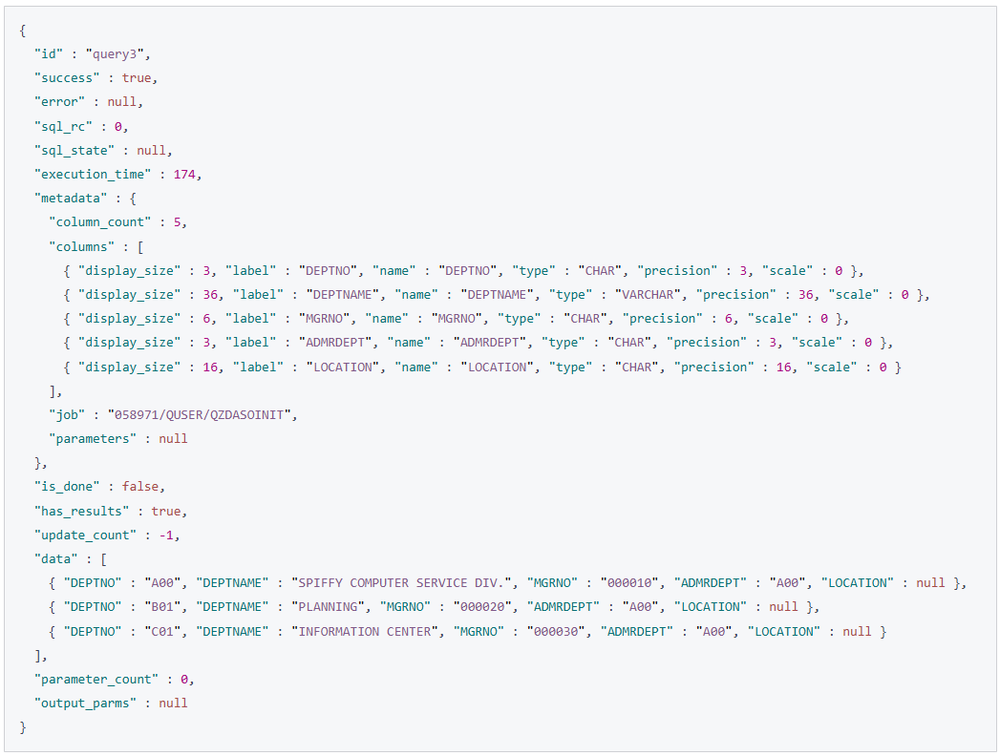 {
  "id" : "query3",
  "success" : true,
  "error" : null,
  "sql_rc" : 0,
  "sql_state" : null,
  "execution_time" : 174,
  "metadata" : {
    "column_count" : 5,
    "columns" : [
      { "display_size" : 3, "label" : "DEPTNO", "name" : "DEPTNO", "type" : "CHAR", "precision" : 3, "scale" : 0 },
      { "display_size" : 36, "label" : "DEPTNAME", "name" : "DEPTNAME", "type" : "VARCHAR", "precision" : 36, "scale" : 0 },
      { "display_size" : 6, "label" : "MGRNO", "name" : "MGRNO", "type" : "CHAR", "precision" : 6, "scale" : 0 },
      { "display_size" : 3, "label" : "ADMRDEPT", "name" : "ADMRDEPT", "type" : "CHAR", "precision" : 3, "scale" : 0 },
      { "display_size" : 16, "label" : "LOCATION", "name" : "LOCATION", "type" : "CHAR", "precision" : 16, "scale" : 0 }
    ],
    "job" : "058971/QUSER/QZDASOINIT",
    "parameters" : null
  },
  "is_done" : false,
  "has_results" : true,
  "update_count" : -1,
  "data" : [
    { "DEPTNO" : "A00", "DEPTNAME" : "SPIFFY COMPUTER SERVICE DIV.", "MGRNO" : "000010", "ADMRDEPT" : "A00", "LOCATION" : null },
    { "DEPTNO" : "B01", "DEPTNAME" : "PLANNING", "MGRNO" : "000020", "ADMRDEPT" : "A00", "LOCATION" : null },
    { "DEPTNO" : "C01", "DEPTNAME" : "INFORMATION CENTER", "MGRNO" : "000030", "ADMRDEPT" : "A00", "LOCATION" : null }
  ],
  "parameter_count" : 0,
  "output_parms" : null
}